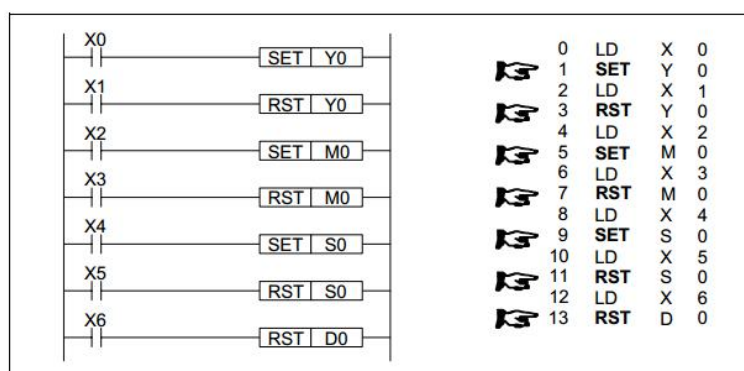 X0
SET Y0
X1
RST Y0
X2
SET M0
X3
RST M0
X4
SET S0
X5
RST S0
X6
RST D0
0 LD X 0
1 SET Y 0
2 LD X 1
3 RST Y 0
4 LD X 2
5 SET M 0
6 LD X 3
7 RST M 0
8 LD X 4
9 SET S 0
10 LD X 5
11 RST S 0
12 LD X 6
13 RST D 0